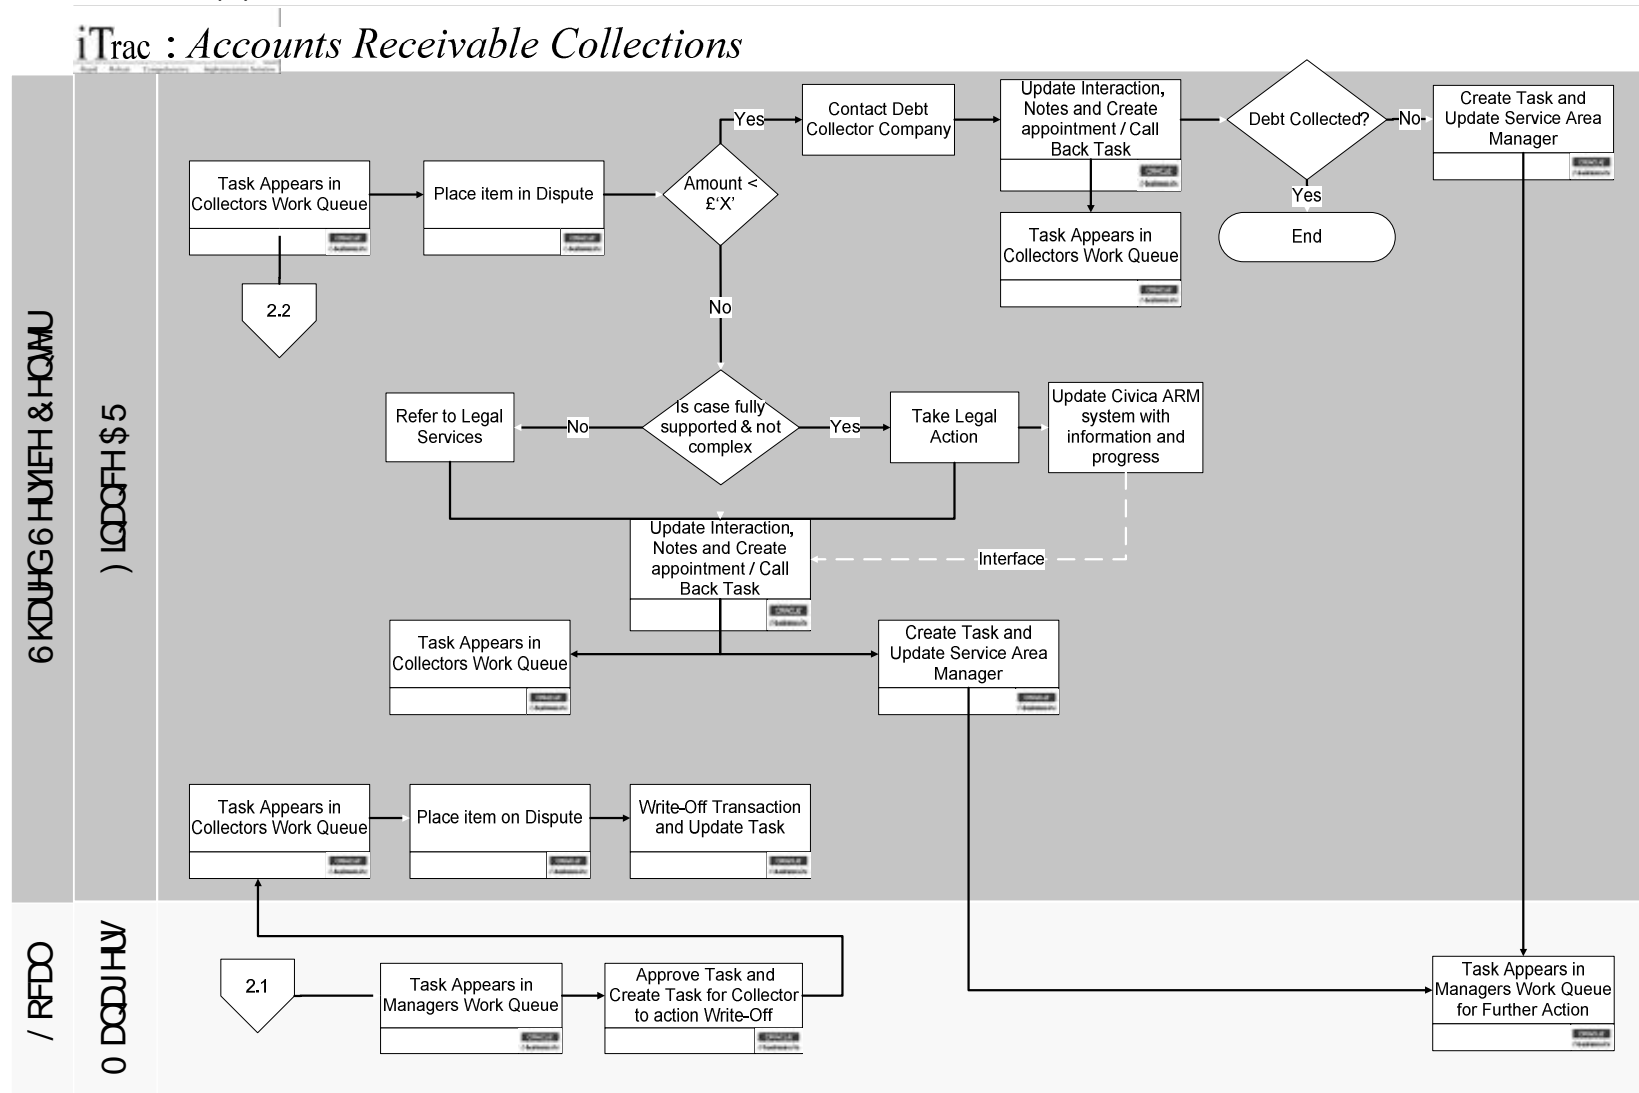 iTrac : Accounts Receivable Collections
Yes
Contact Debt
Collector Company
Update Interaction,
Notes and Create
appointment / Call
Back Task
Debt Collected?
No
Create Task and
Update Service Area
Manager
Task Appears in
Collectors Work Queue
Place item in Dispute
Amount <
£‘X’
Yes
Task Appears in
Collectors Work Queue
End
2.2
No
6KDUHG6HUYLFH&HQWUH
)LQDQFH$5
Refer to Legal
Services
No
Is case fully
supported & not
complex
Yes
Take Legal
Action
Update Civica ARM
system with
information and
progress
Update Interaction,
Notes and Create
appointment / Call
Back Task
Interface
Task Appears in
Collectors Work Queue
Create Task and
Update Service Area
Manager
Task Appears in
Collectors Work Queue
Place item on Dispute
Write-Off Transaction
and Update Task
/RFDO
0DQDJHUV
2.1
Task Appears in
Managers Work Queue
Approve Task and
Create Task for Collector
to action Write-Off
Task Appears in
Managers Work Queue
for Further Action